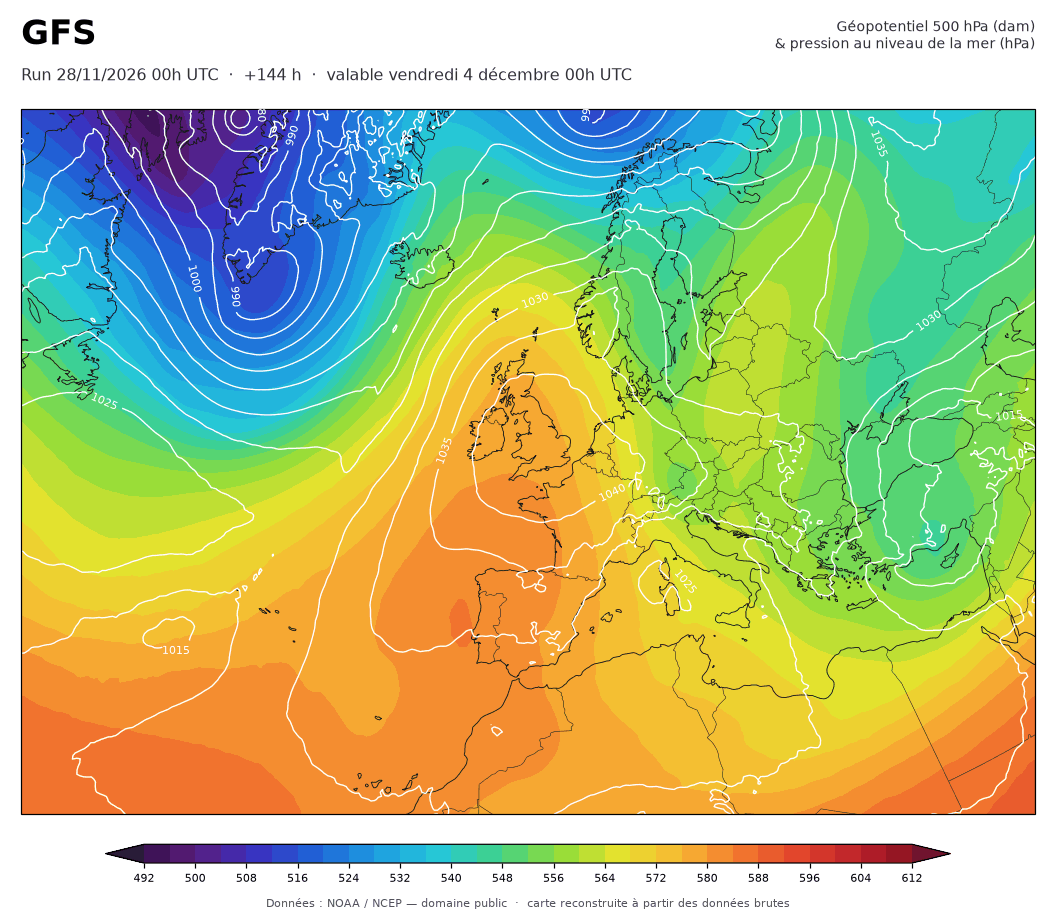 GFS
Géopotentiel 500 hPa (dam)
& pression au niveau de la mer (hPa)
Run 28/11/2026 00h UTC · +144 h · valable vendredi 4 décembre 00h UTC
990
1035
1000
990
1030
1030
1025
1015
1035
1040
1025
1015
492 500 508 516 524 532 540 548 556 564 572 580 588 596 604 612
Données : NOAA / NCEP — domaine public · carte reconstruite à partir des données brutes